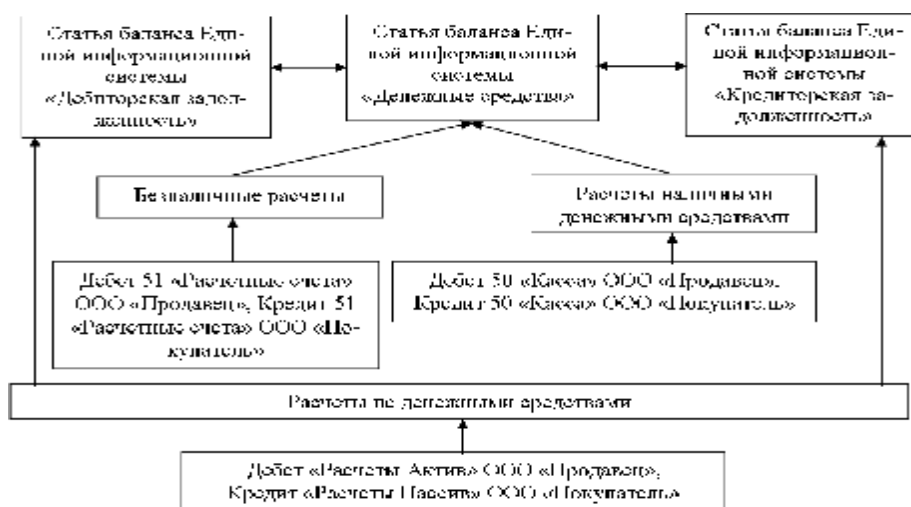 Статья баланса Еди-
ной информационной
системы
«Дебиторская задол-
женность»
Статья баланса Еди-
ной информационной
системы
«Денежные средства»
Статья баланса Еди-
ной информацион-
ной системы
«Кредиторская за-
долженность»
Безналичные расчеты
Расчеты наличными
денежными средствами
Дебет 51 «Расчетные счета»
ООО «Продавец», Кредит 51
«Расчетные счета» ООО «По-
купатель»
Дебет 50 «Касса» ООО «Продавец»,
Кредит 50 «Касса» ООО «Покупатель»
Расчеты не денежными средствами
Дебет «Расчеты Актив» ООО «Продавец»,
Кредит «Расчеты Пассив» ООО «Покупатель»